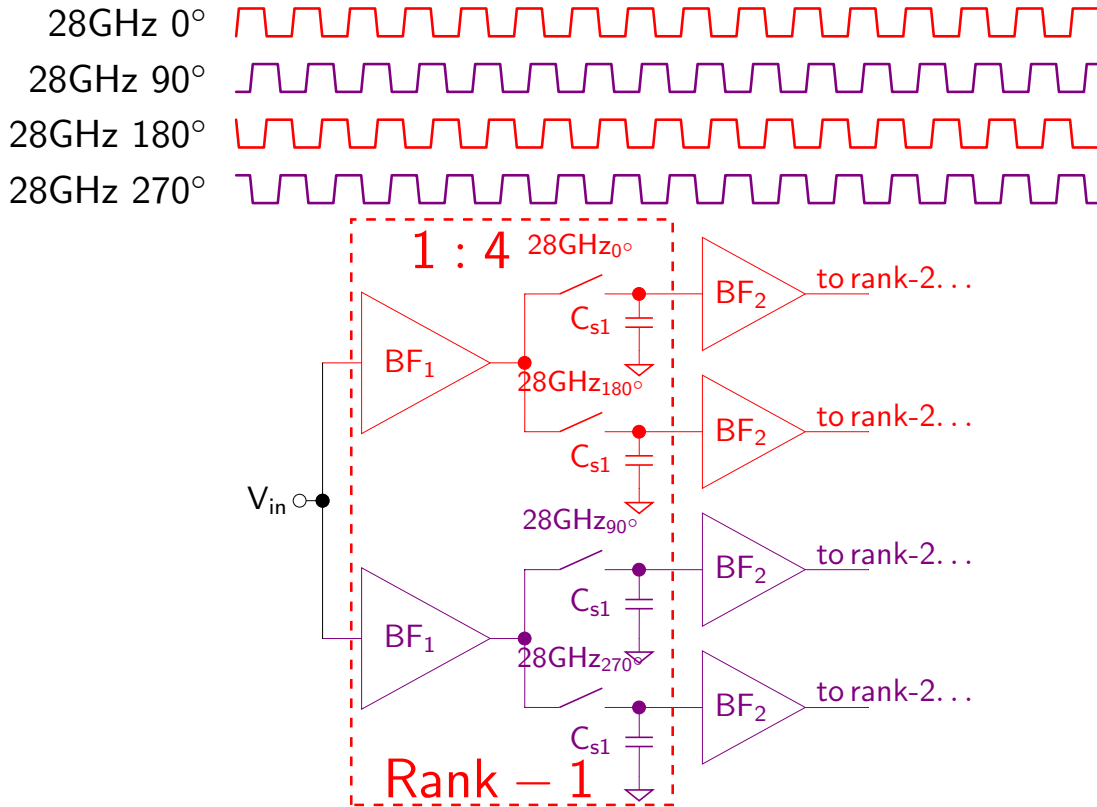 28GHz 0°
28GHz 90°
28GHz 180°
28GHz 270°
1 : 4
28GHz0°
BF1
Cs1
BF2
to rank-2...
28GHz180°
Cs1
BF2
to rank-2...
Vin
28GHz90°
BF1
Cs1
BF2
to rank-2...
28GHz270°
Cs1
BF2
to rank-2...
Rank − 1